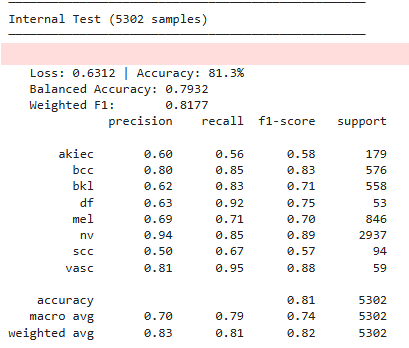 Internal Test (5302 samples)
Loss: 0.6312 | Accuracy: 81.3%
Balanced Accuracy: 0.7932
Weighted F1: 0.8177
precision recall f1-score support
akiec 0.60 0.56 0.58 179
bcc 0.80 0.85 0.83 576
bkl 0.62 0.83 0.71 558
df 0.63 0.92 0.75 53
mel 0.69 0.71 0.70 846
nv 0.94 0.85 0.89 2937
scc 0.50 0.67 0.57 94
vasc 0.81 0.95 0.88 59
accuracy 0.81 5302
macro avg 0.70 0.79 0.74 5302
weighted avg 0.83 0.81 0.82 5302